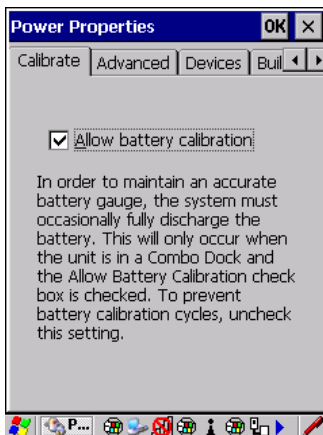 Power Properties OK ×
Calibrate Advanced Devices Buil
Allow battery calibration
In order to maintain an accurate
battery gauge, the system must
occasionally fully discharge the
battery. This will only occur when
the unit is in a Combo Dock and
the Allow Battery Calibration check
box is checked. To prevent
battery calibration cycles, uncheck
this setting.
P...